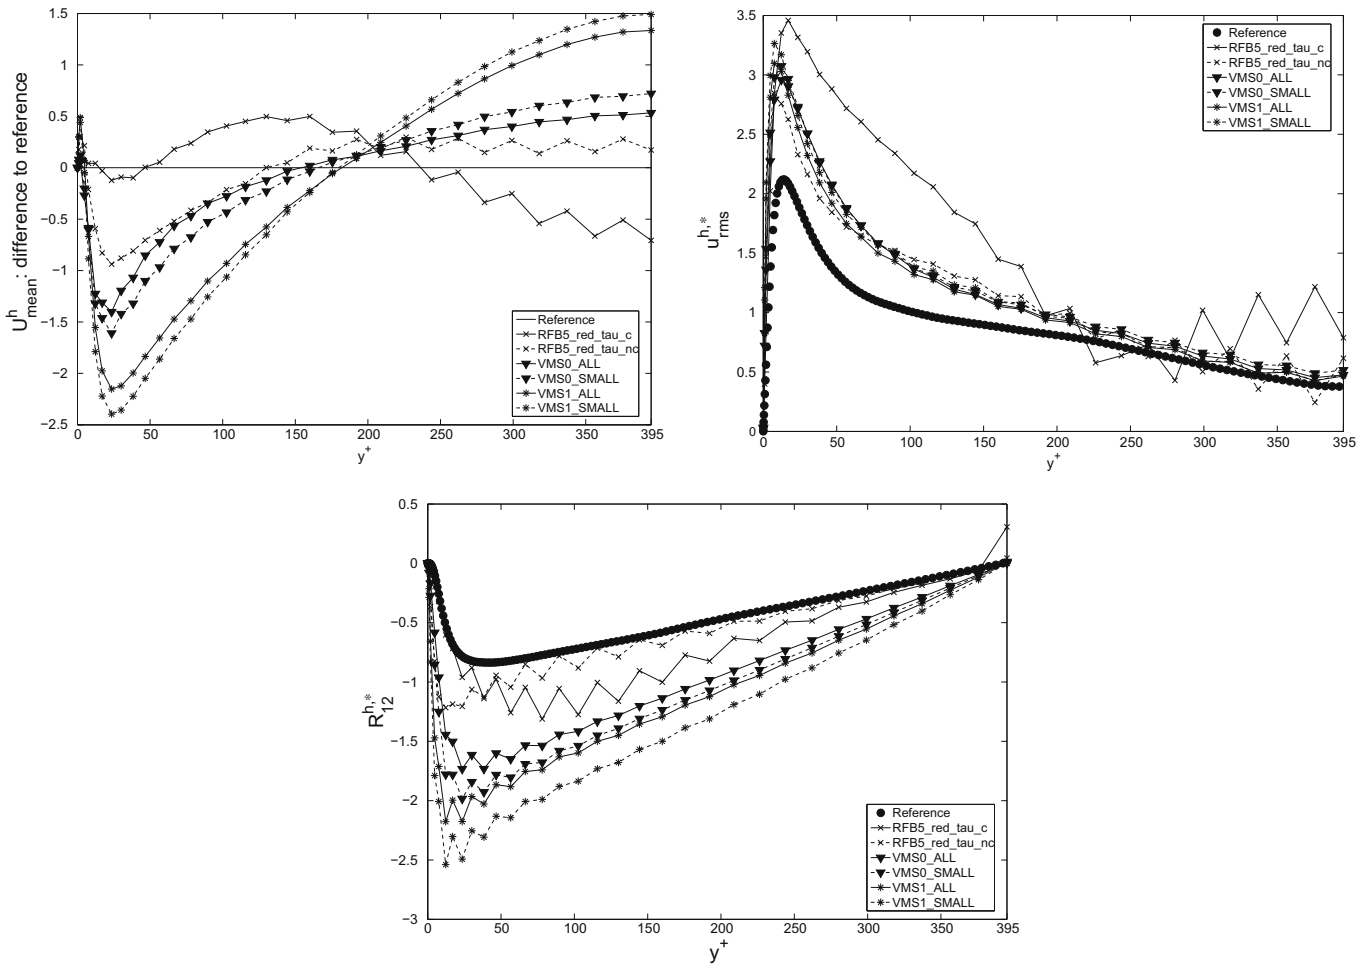 1.5
1
0.5
0
−0.5
−1
−1.5
−2
−2.5
U^h_mean: difference to reference
0 50 100 150 200 250 300 350 395
y+
Reference
RFB5_red_tau_c
RFB5_red_tau_nc
VMS0_ALL
VMS0_SMALL
VMS1_ALL
VMS1_SMALL
3.5
3
2.5
2
1.5
1
0.5
0
u^h,*_rms
0 50 100 150 200 250 300 350 395
y+
Reference
RFB5_red_tau_c
RFB5_red_tau_nc
VMS0_ALL
VMS0_SMALL
VMS1_ALL
VMS1_SMALL
0.5
0
−0.5
−1
−1.5
−2
−2.5
−3
R^h,*_12
0 50 100 150 200 250 300 350 395
y+
Reference
RFB5_red_tau_c
RFB5_red_tau_nc
VMS0_ALL
VMS0_SMALL
VMS1_ALL
VMS1_SMALL